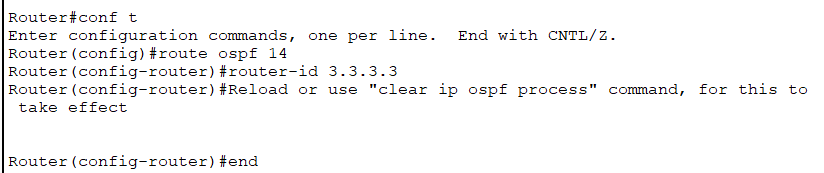 Router#conf t
Enter configuration commands, one per line.  End with CNTL/Z.
Router(config)#route ospf 14
Router(config-router)#router-id 3.3.3.3
Router(config-router)#Reload or use "clear ip ospf process" command, for this to
 take effect
Router(config-router)#end